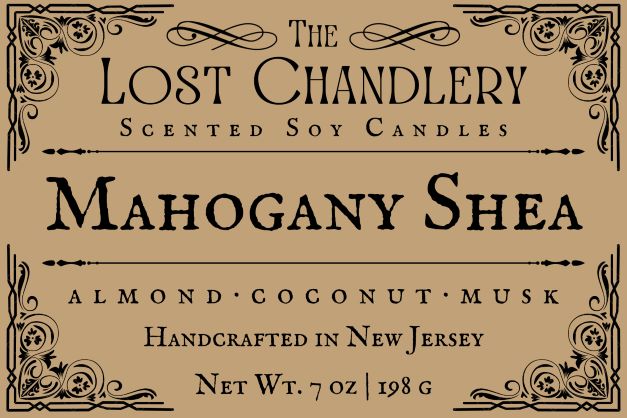 The
Lost Chandlery
Scented Soy Candles
Mahogany Shea
ALMOND·COCONUT·MUSK
Handcrafted in New Jersey
Net Wt. 7 oz | 198 g